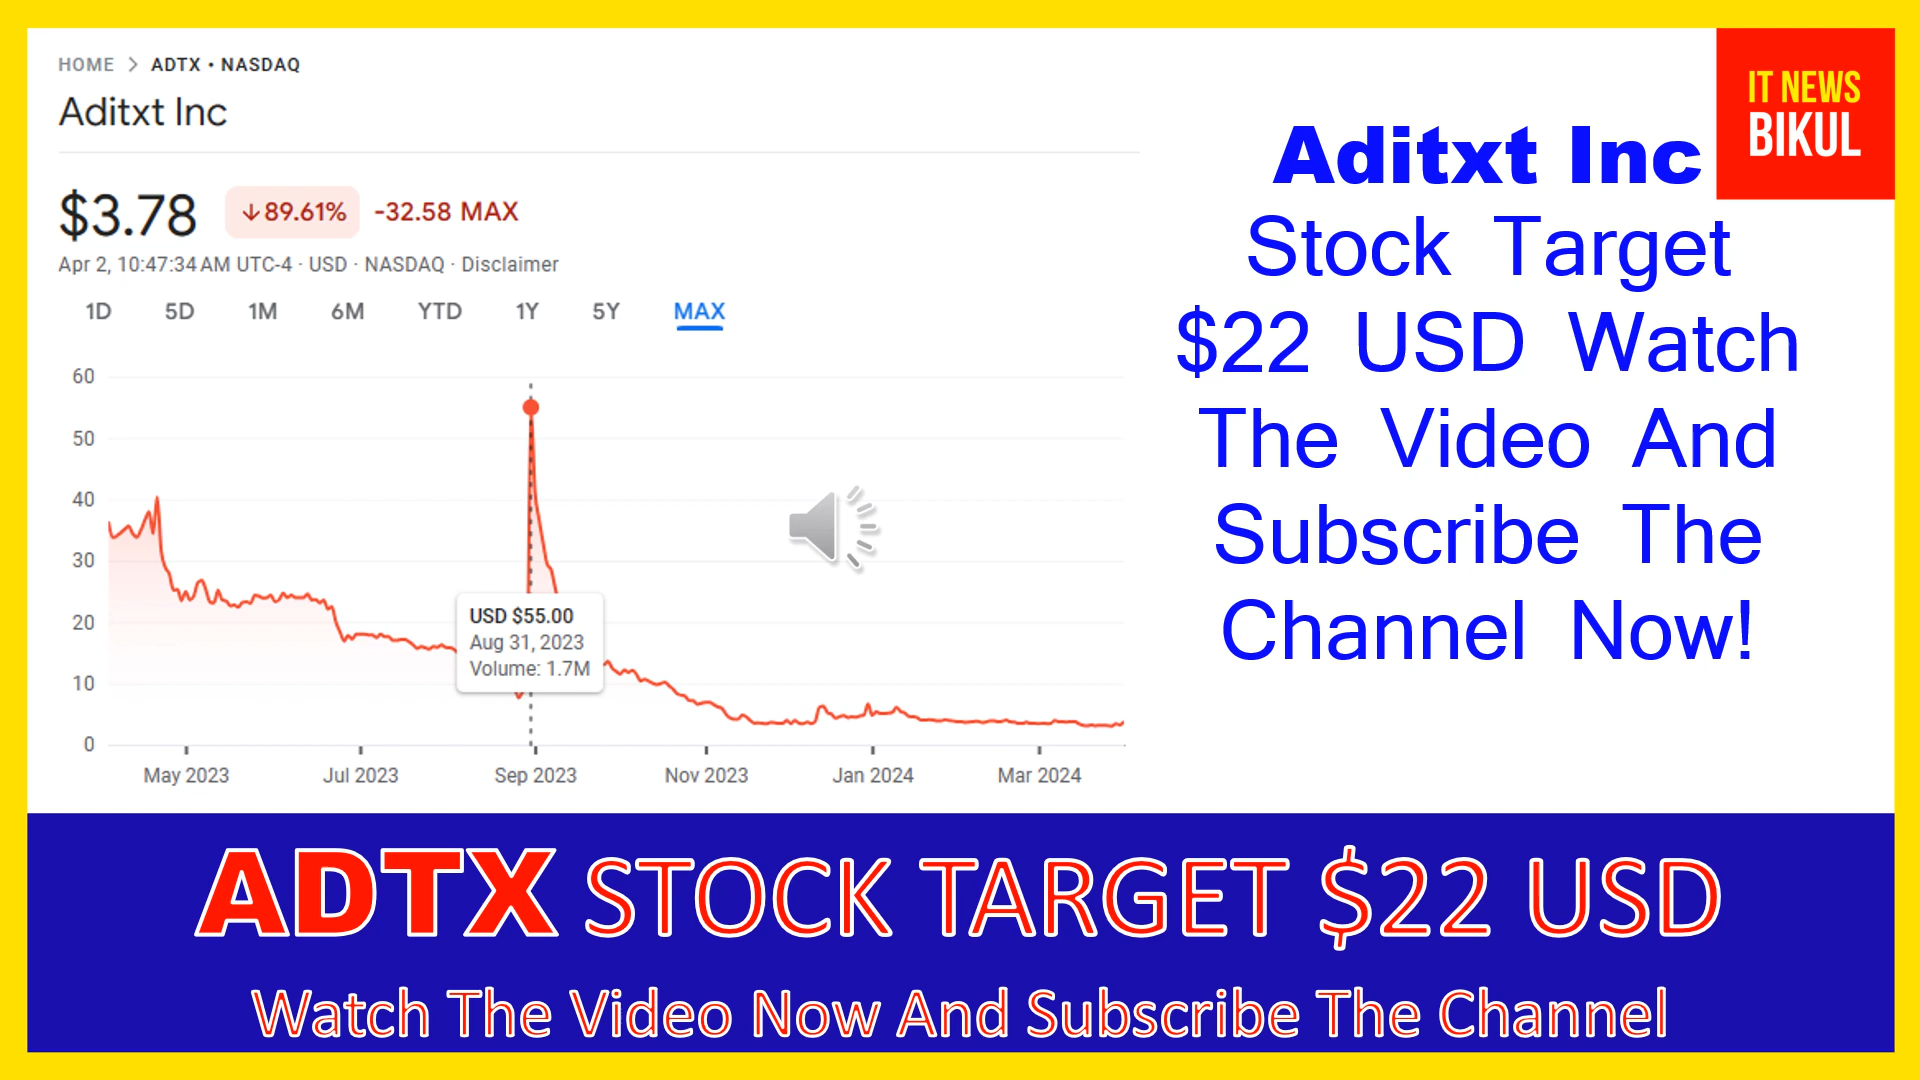 HOME > ADTX • NASDAQ
Aditxt Inc
$3.78 ↓89.61% -32.58 MAX
Apr 2, 10:47:34 AM UTC-4 · USD · NASDAQ · Disclaimer
1D 5D 1M 6M YTD 1Y 5Y MAX
60
50
40
30
20
10
0
USD $55.00
Aug 31, 2023
Volume: 1.7M
May 2023 Jul 2023 Sep 2023 Nov 2023 Jan 2024 Mar 2024
IT NEWS
BIKUL
Aditxt Inc
Stock Target
$22 USD Watch
The Video And
Subscribe The
Channel Now!
ADTX STOCK TARGET $22 USD
Watch The Video Now And Subscribe The Channel